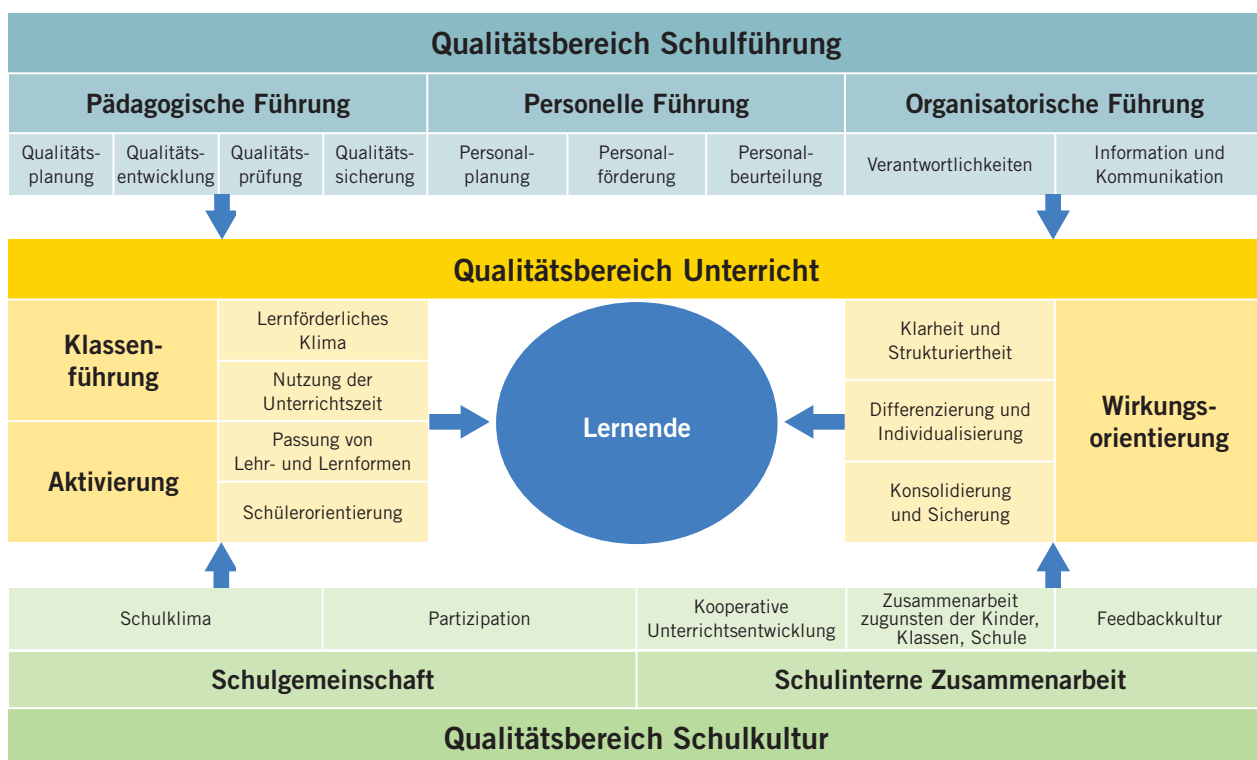 Qualitätsbereich Schulführung
Pädagogische Führung
Personelle Führung
Organisatorische Führung
Qualitäts-
planung
Qualitäts-
entwicklung
Qualitäts-
prüfung
Qualitäts-
sicherung
Personal-
planung
Personal-
förderung
Personal-
beurteilung
Verantwortlichkeiten
Information und
Kommunikation
Qualitätsbereich Unterricht
Klassen-
führung
Lernförderliches
Klima
Nutzung der
Unterrichtszeit
Aktivierung
Passung von
Lehr- und Lernformen
Schülerorientierung
Lernende
Klarheit und
Strukturiertheit
Differenzierung und
Individualisierung
Konsolidierung
und Sicherung
Wirkungs-
orientierung
Schulklima
Partizipation
Kooperative
Unterrichtsentwicklung
Zusammenarbeit
zugunsten der Kinder,
Klassen, Schule
Feedbackkultur
Schulgemeinschaft
Schulinterne Zusammenarbeit
Qualitätsbereich Schulkultur